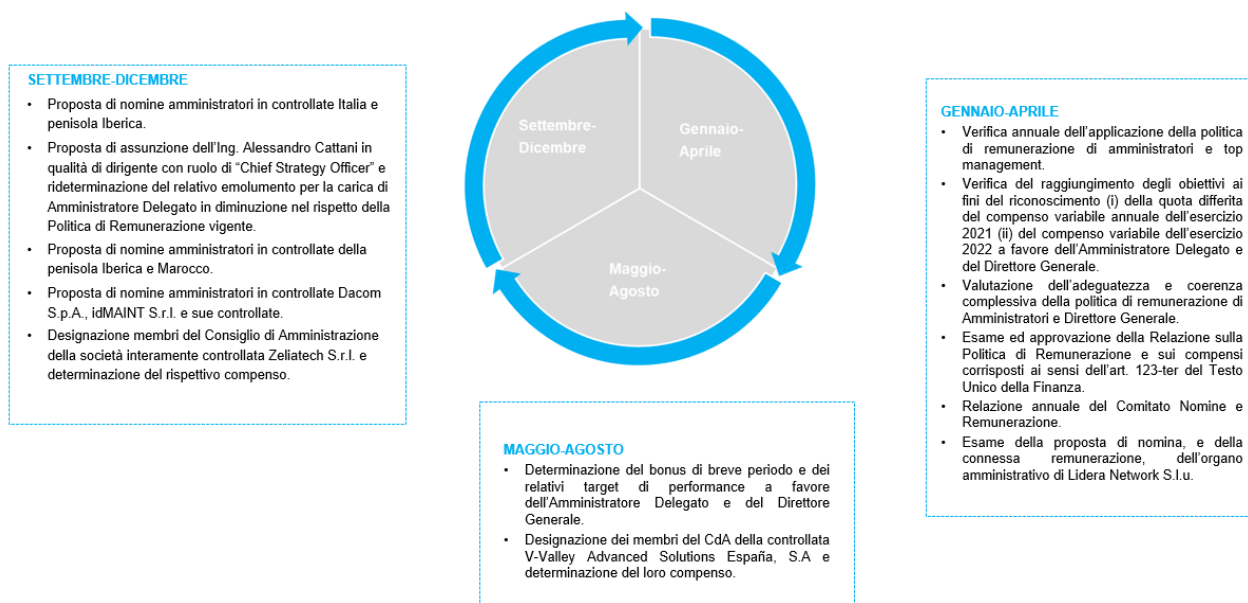 SETTEMBRE-DICEMBRE
• Proposta di nomine amministratori in controllate Italia e
penisola Iberica.
• Proposta di assunzione dell'Ing. Alessandro Cattani in
qualità di dirigente con ruolo di "Chief Strategy Officer" e
rideterminazione del relativo emolumento per la carica di
Amministratore Delegato in diminuzione nel rispetto della
Politica di Remunerazione vigente.
• Proposta di nomine amministratori in controllate della
penisola Iberica e Marocco.
• Proposta di nomine amministratori in controllate Dacom
S.p.A., idMAINT S.r.l. e sue controllate.
• Designazione membri del Consiglio di Amministrazione
della società interamente controllata Zeliatech S.r.l. e
determinazione del rispettivo compenso.
Settembre-
Dicembre
Gennaio-
Aprile
Maggio-
Agosto
GENNAIO-APRILE
• Verifica annuale dell'applicazione della politica
di remunerazione di amministratori e top
management.
• Verifica del raggiungimento degli obiettivi ai
fini del riconoscimento (i) della quota differita
del compenso variabile annuale dell'esercizio
2021 (ii) del compenso variabile dell'esercizio
2022 a favore dell'Amministratore Delegato e
del Direttore Generale.
• Valutazione dell'adeguatezza e coerenza
complessiva della politica di remunerazione di
Amministratori e Direttore Generale.
• Esame ed approvazione della Relazione sulla
Politica di Remunerazione e sui compensi
corrisposti ai sensi dell'art. 123-ter del Testo
Unico della Finanza.
• Relazione annuale del Comitato Nomine e
Remunerazione.
• Esame della proposta di nomina, e della
connessa remunerazione, dell'organo
amministrativo di Lidera Network S.l.u.
MAGGIO-AGOSTO
• Determinazione del bonus di breve periodo e dei
relativi target di performance a favore
dell'Amministratore Delegato e del Direttore
Generale.
• Designazione dei membri del CdA della controllata
V-Valley Advanced Solutions España, S.A e
determinazione del loro compenso.